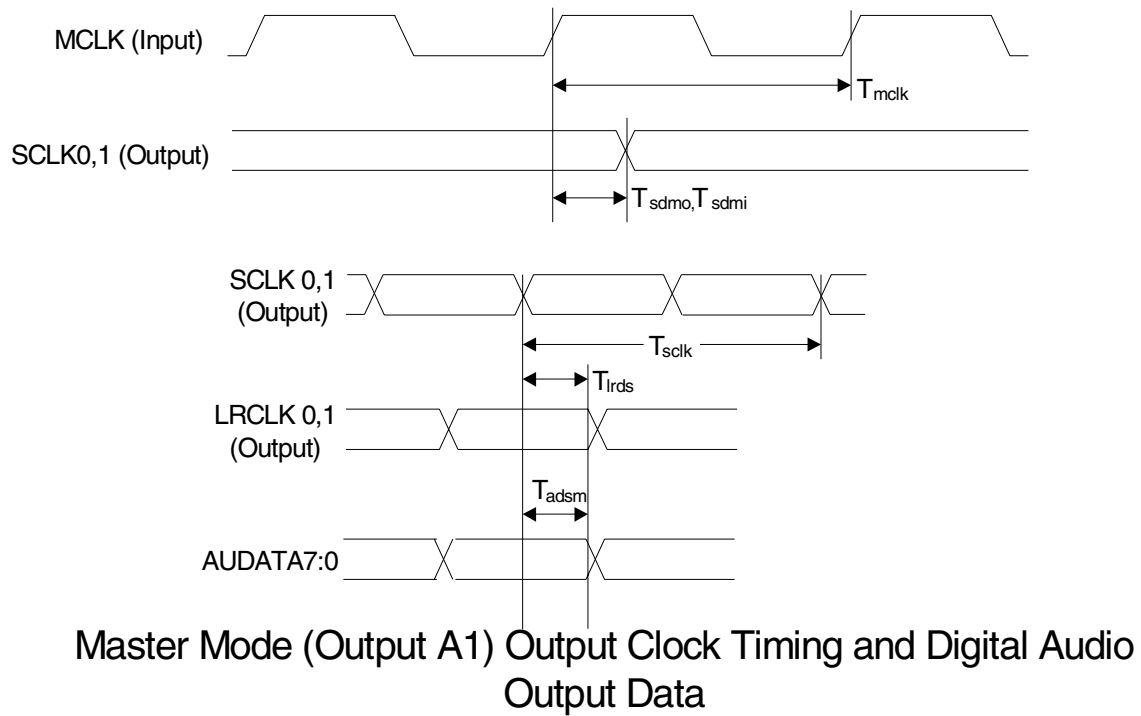 MCLK (Input)
Tmclk
SCLK0,1 (Output)
Tsdmo,Tsdmi
SCLK 0,1
(Output)
Tsclk
Tlrds
LRCLK 0,1
(Output)
Tadsm
AUDATA7:0
Master Mode (Output A1) Output Clock Timing and Digital Audio
Output Data